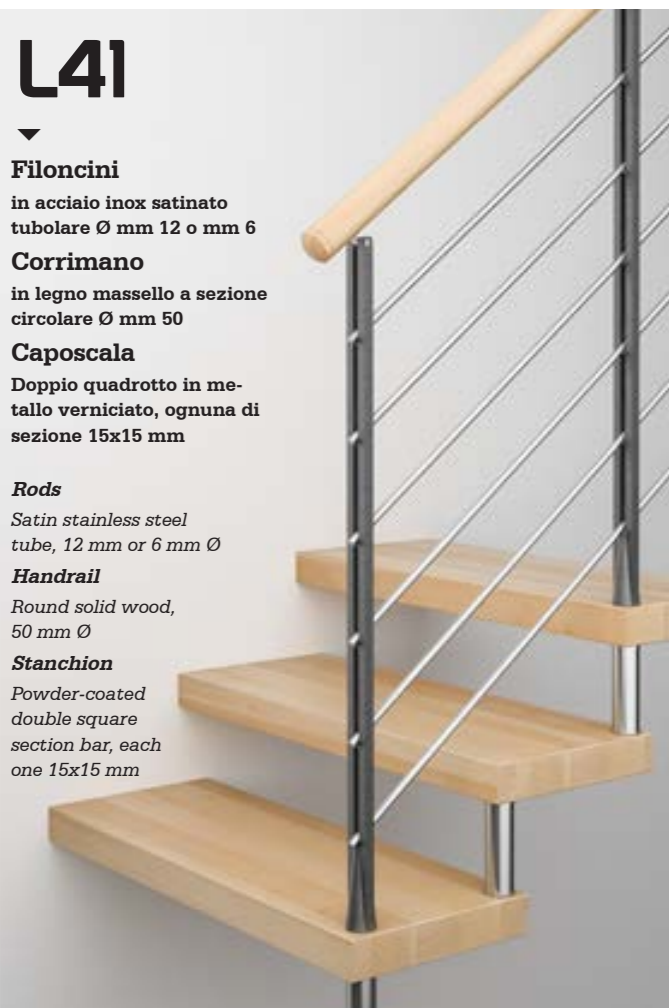 L41
Filoncini
in acciaio inox satinato
tubolare Ø mm 12 o mm 6
Corrimano
in legno massello a sezione
circolare Ø mm 50
Caposcala
Doppio quadrotto in me-
tallo verniciato, ognuna di
sezione 15x15 mm
Rods
Satin stainless steel
tube, 12 mm or 6 mm Ø
Handrail
Round solid wood,
50 mm Ø
Stanchion
Powder-coated
double square
section bar, each
one 15x15 mm